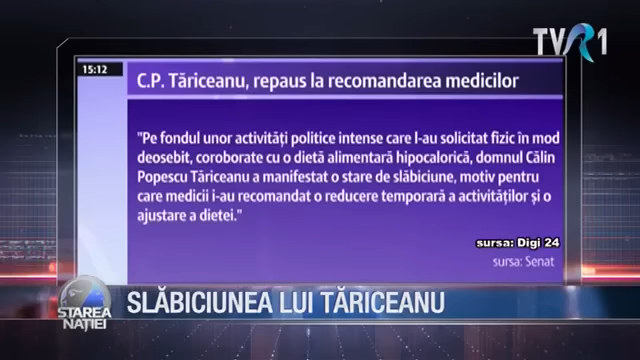 TVR1
15:12
C.P. Tăriceanu, repaus la recomandarea medicilor
"Pe fondul unor activități politice intense care l-au solicitat fizic în mod
deosebit, coroborate cu o dietă alimentară hipocalorică, domnul Călin
Popescu Tăriceanu a manifestat o stare de slăbiciune, motiv pentru
care medicii i-au recomandat o reducere temporară a activităților și o
ajustare a dietei."
sursa: Digi 24
sursa: Senat
STAREA
NAȚIEI
SLĂBICIUNEA LUI TĂRICEANU